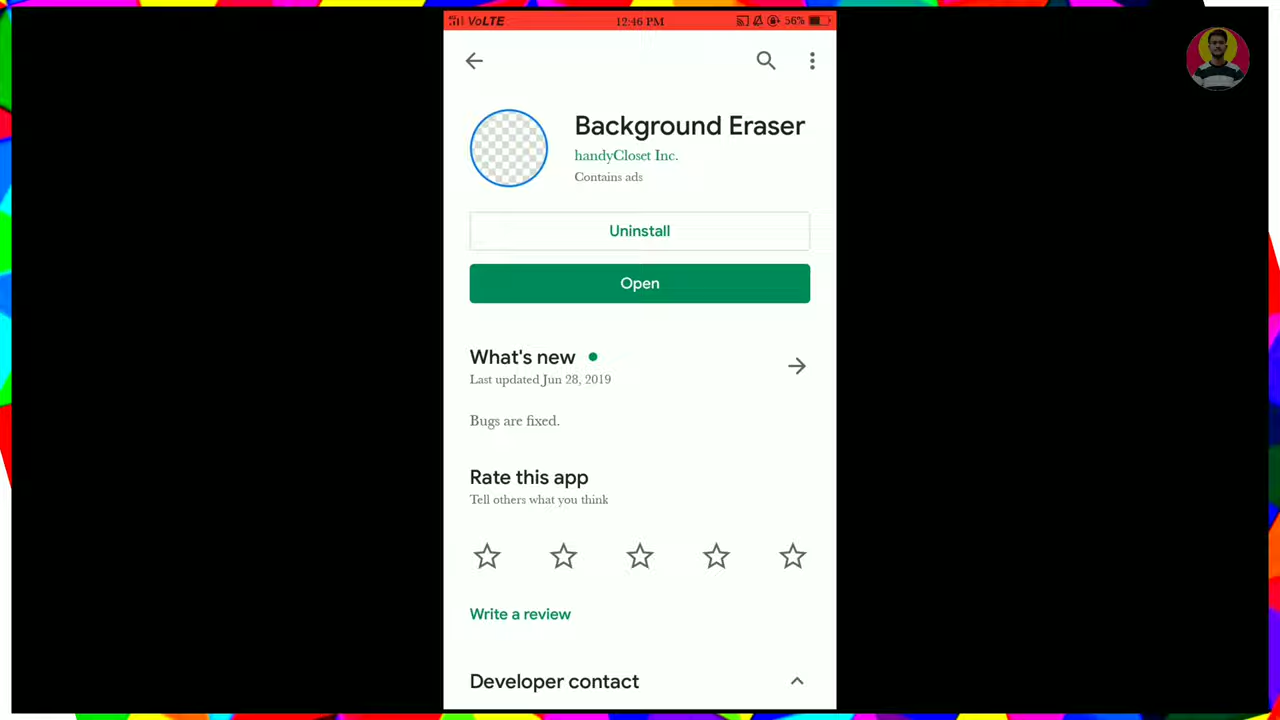 VoLTE 12:46 PM 56%
Background Eraser
handyCloset Inc.
Contains ads
Uninstall
Open
What's new
Last updated Jun 28, 2019
Bugs are fixed.
Rate this app
Tell others what you think
Write a review
Developer contact